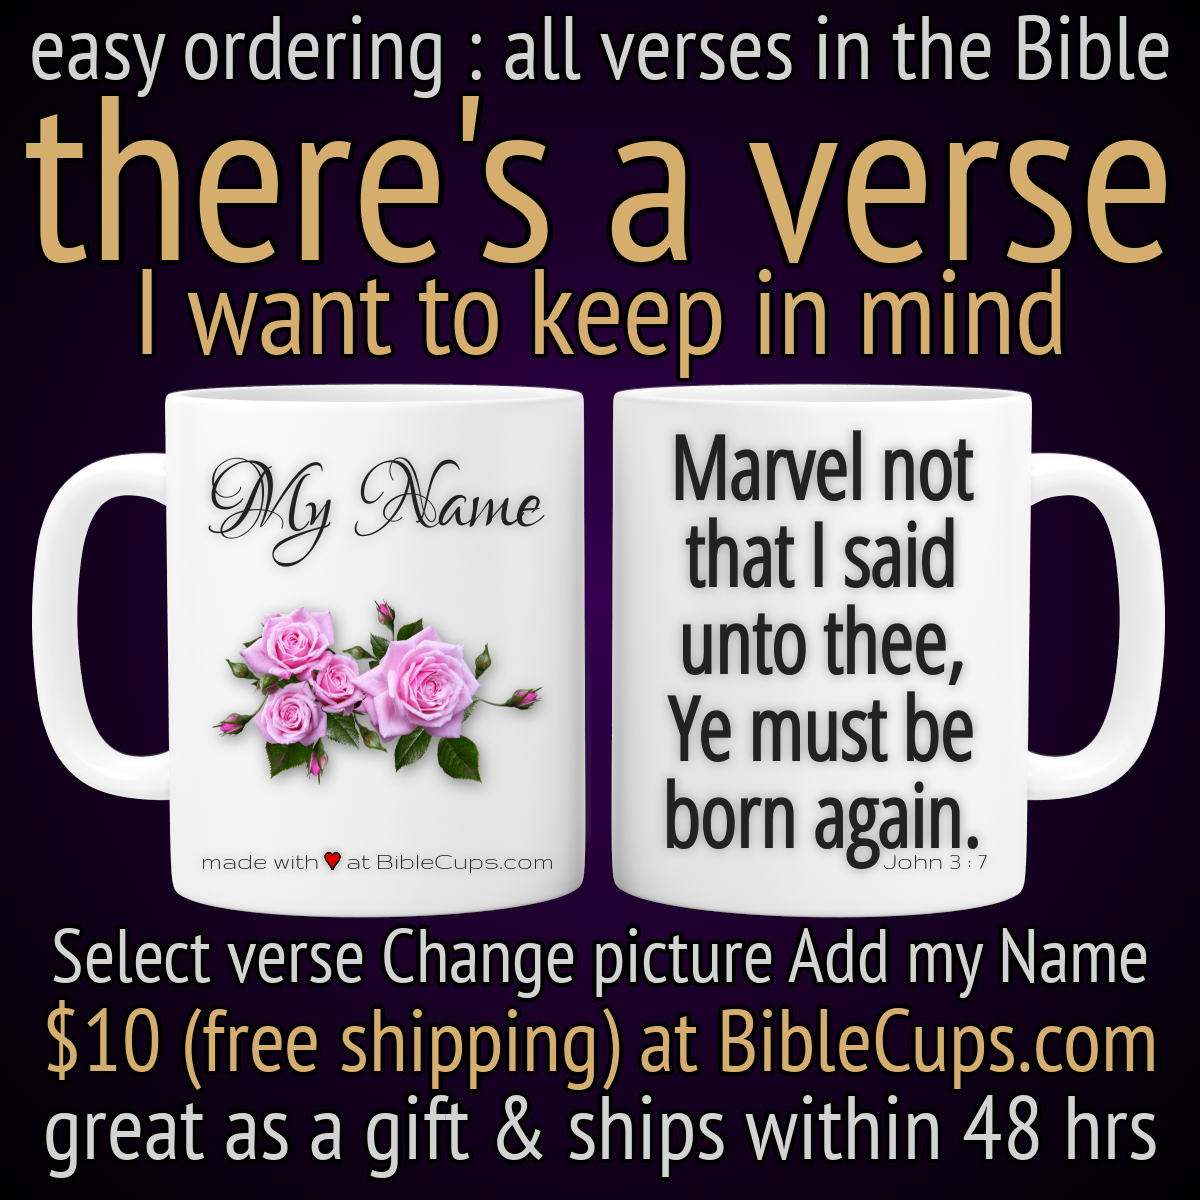 easy ordering : all verses in the Bible
there's a verse
I want to keep in mind
My Name
made with ❤ at BibleCups.com
Marvel not
that I said
unto thee,
Ye must be
born again.
John 3 : 7
Select verse Change picture Add my Name
$10 (free shipping) at BibleCups.com
great as a gift & ships within 48 hrs